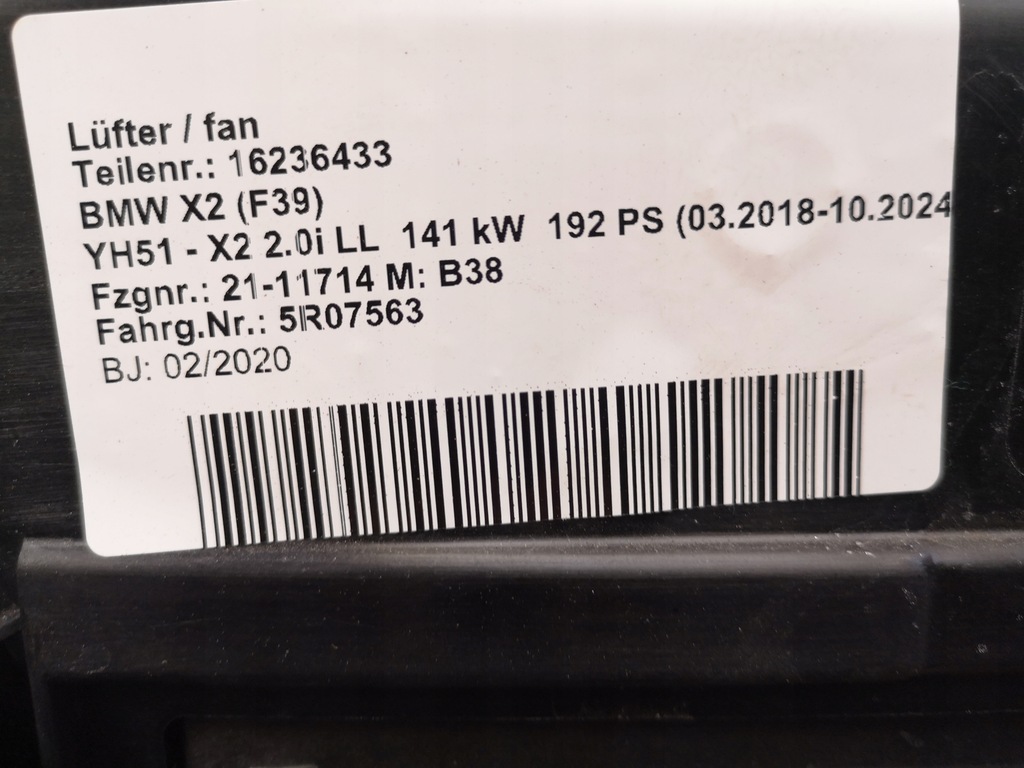 Lüfter / fan
Teilenr.: 16236433
BMW X2 (F39)
YH51 - X2 2.0i LL 141 kW 192 PS (03.2018-10.2024
Fzgnr.: 21-11714 M: B38
Fahrg.Nr.: 5R07563
BJ: 02/2020